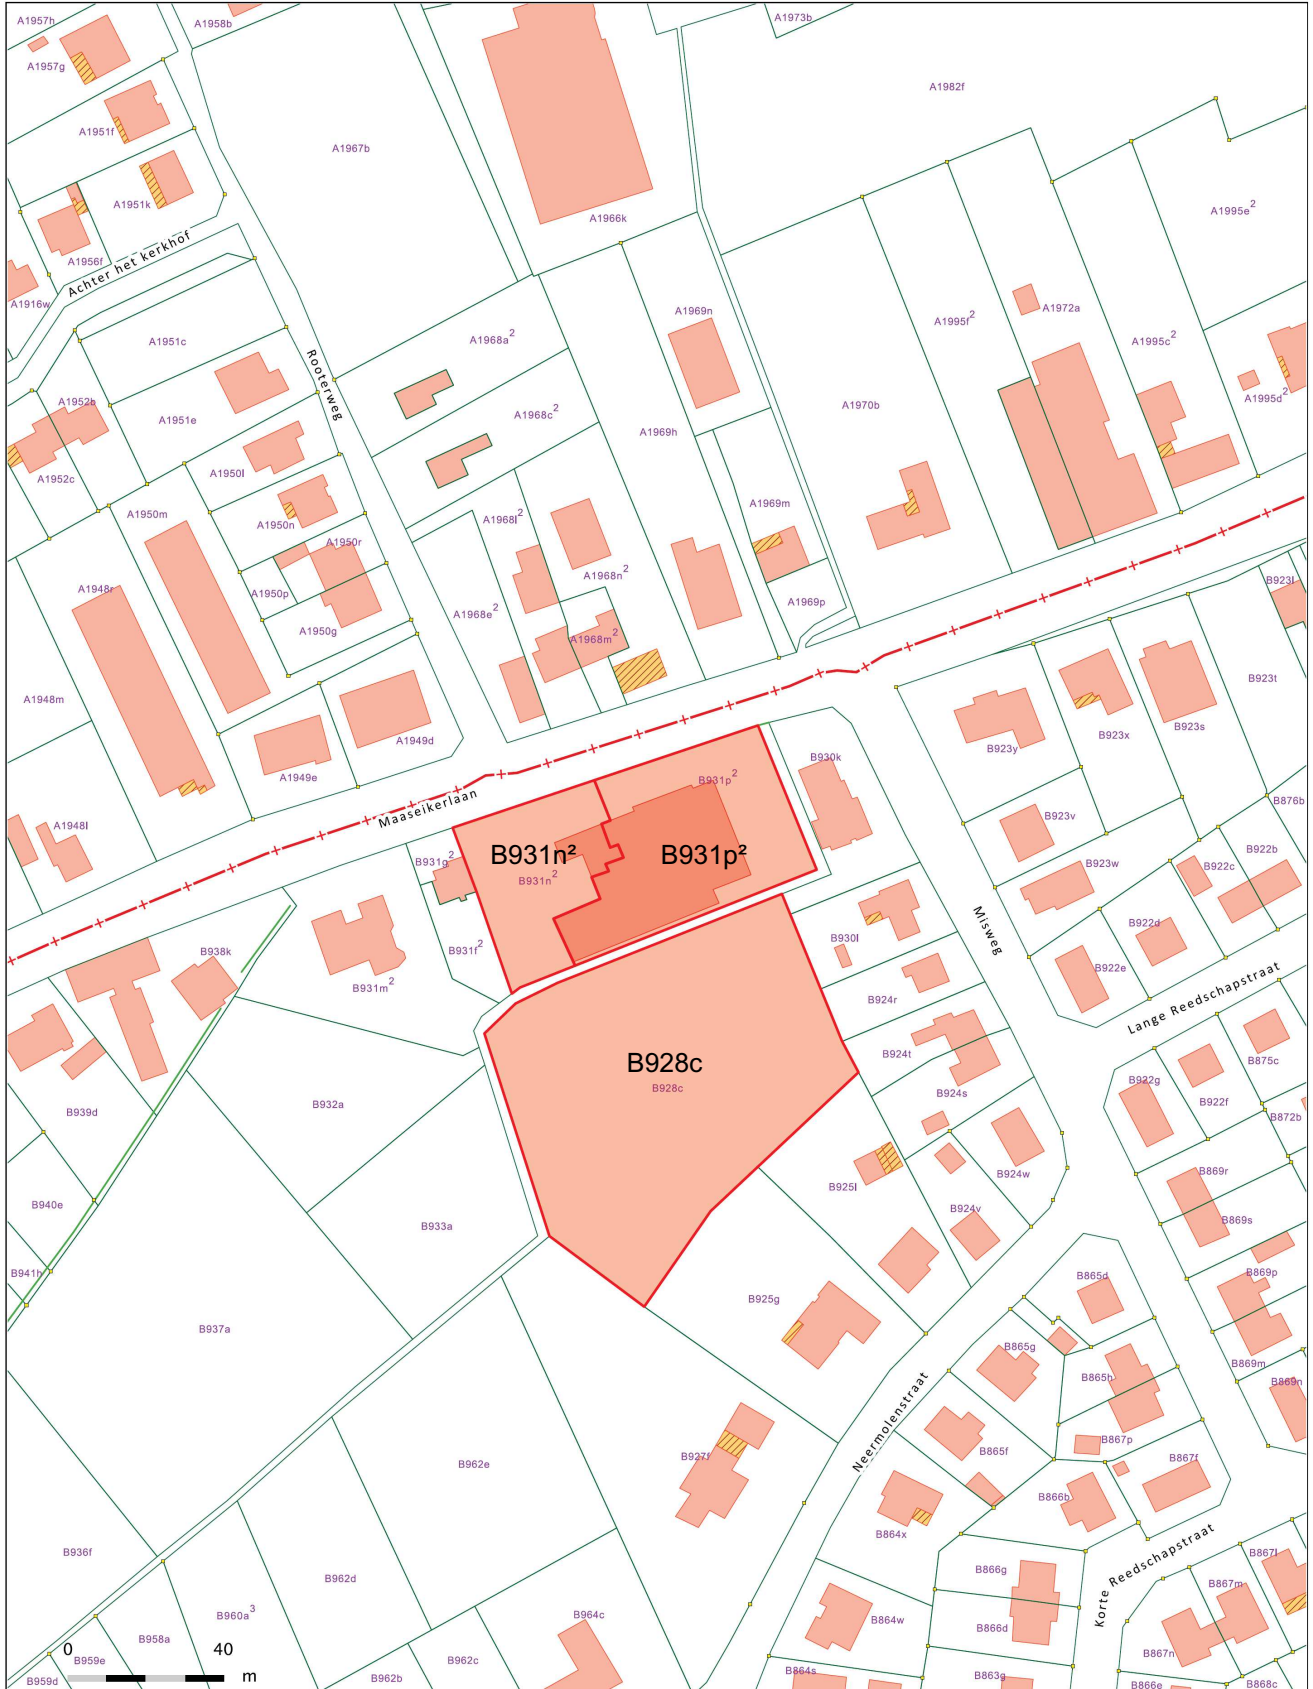 A1957h
A1958b
A1973b
A1957g
A1982f
A1951f
A1967b
A1951k
A1966k
A1995e²
A1956f
Achter het kerkhof
A1916w
A1969n
A1972a
A1995f²
A1968a²
A1995c²
A1951c
Rooterweg
A1952b
A1995d²
A1970b
A1968c²
A1951e
A1969h
A1950l
A1952c
A1969m
A1950m
A1968l²
A1950n
A1950r
A1968n²
B923l
A1948r
A1950p
A1969p
A1968e²
A1950g
A1968m²
B923t
A1948m
B923s
B923x
A1949d
B923y
B930k
A1949e
B931p²
B876b
Maaseikerlaan
B923v
A1948l
B922b
B931n²
B931p²
B931g²
B923w
B922c
B931n²
B922d
Misweg
B930l
B938k
B931f²
B922e
B931m²
Lange Reedschapstraat
B924r
B924t
B875c
B928c
B922g
B928c
B924s
B922f
B932a
B939d
B872b
B869r
B924w
B925l
B940e
B924v
B869s
B933a
B941h
B869p
B865d
B925g
B937a
B865g
B869m
B865h
B869n
Neermolenstraat
B867p
B865f
B927f
B867f
B962e
B866b
B864x
B936f
B867l
Korte Reedschapstraat
B866g
B962d
B867m
B960a³
B964c
B864w
B866d
B958a
B867n
0
40
m
B959e
B962c
B864s
B863g
B959d
B962b
B866e
B868c